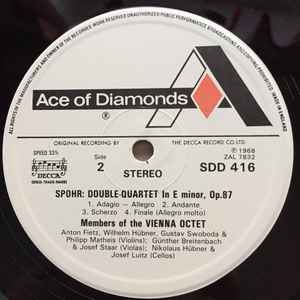 ALL RIGHTS OF THE MANUFACTURER AND OF THE OWNER OF THE RECORDED WORK RESERVED. UNAUTHORISED PUBLIC PERFORMANCE, BROADCASTING AND COPYING OF THIS RECORD PROHIBITED
Ace of Diamonds
ORIGINAL RECORDING BY
THE DECCA RECORD CO. LTD.
SPEED 33⅓
DECCA
Side
2
STEREO
Ⓟ 1968
ZAL 7832
SDD 416
SPOHR: DOUBLE-QUARTET In E minor, Op.87
1. Adagio — Allegro 2. Andante
3. Scherzo 4. Finale (Allegro molto)
Members of the VIENNA OCTET
Anton Fietz, Wilhelm Hübner, Gustav Swoboda &
Philipp Matheis (Violins); Günther Breitenbach
& Josef Staar (Violas); Nikolaus Hübner &
Josef Luitz (Cellos)